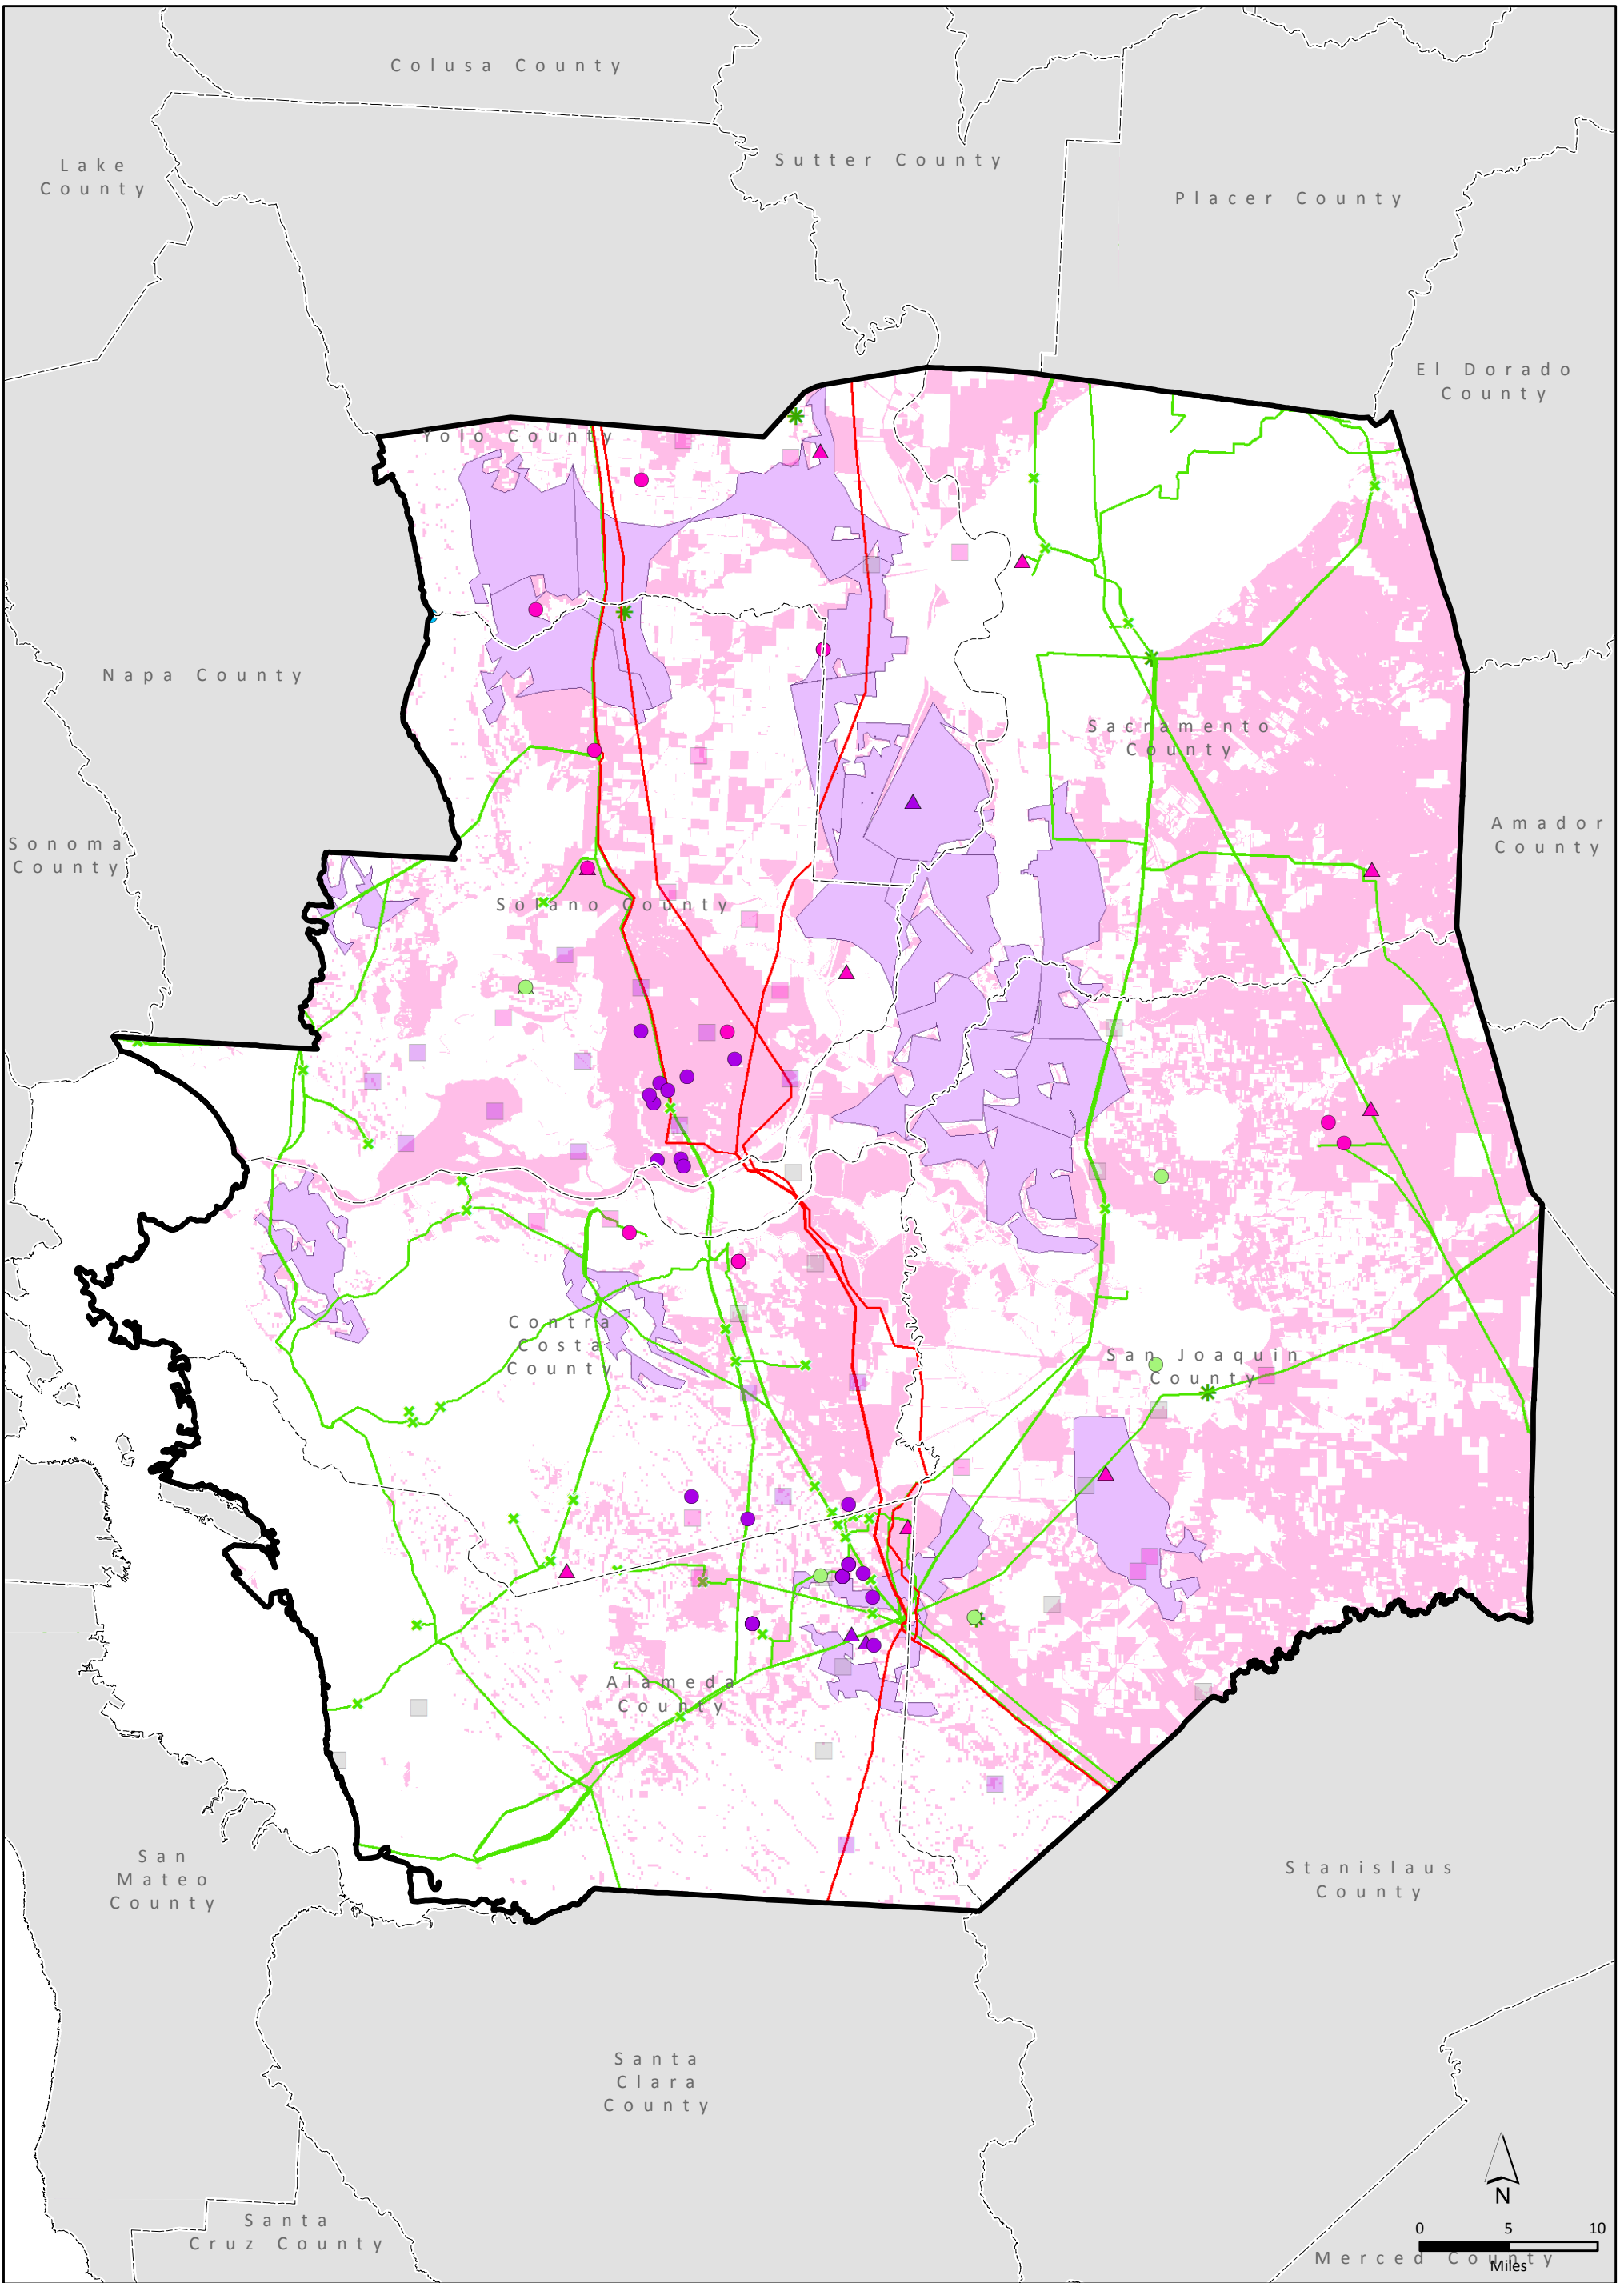 Colusa County
Lake
County
Sutter County
Placer County
El Dorado
County
Yolo County
Napa County
Sacramento
County
Sonoma
County
Amador
County
Solano County
Contra
Costa
County
San Joaquin
County
Alameda
County
San
Mateo
County
Stanislaus
County
Santa
Clara
County
N
Santa
Cruz County
0 5 10
Merced County
Miles